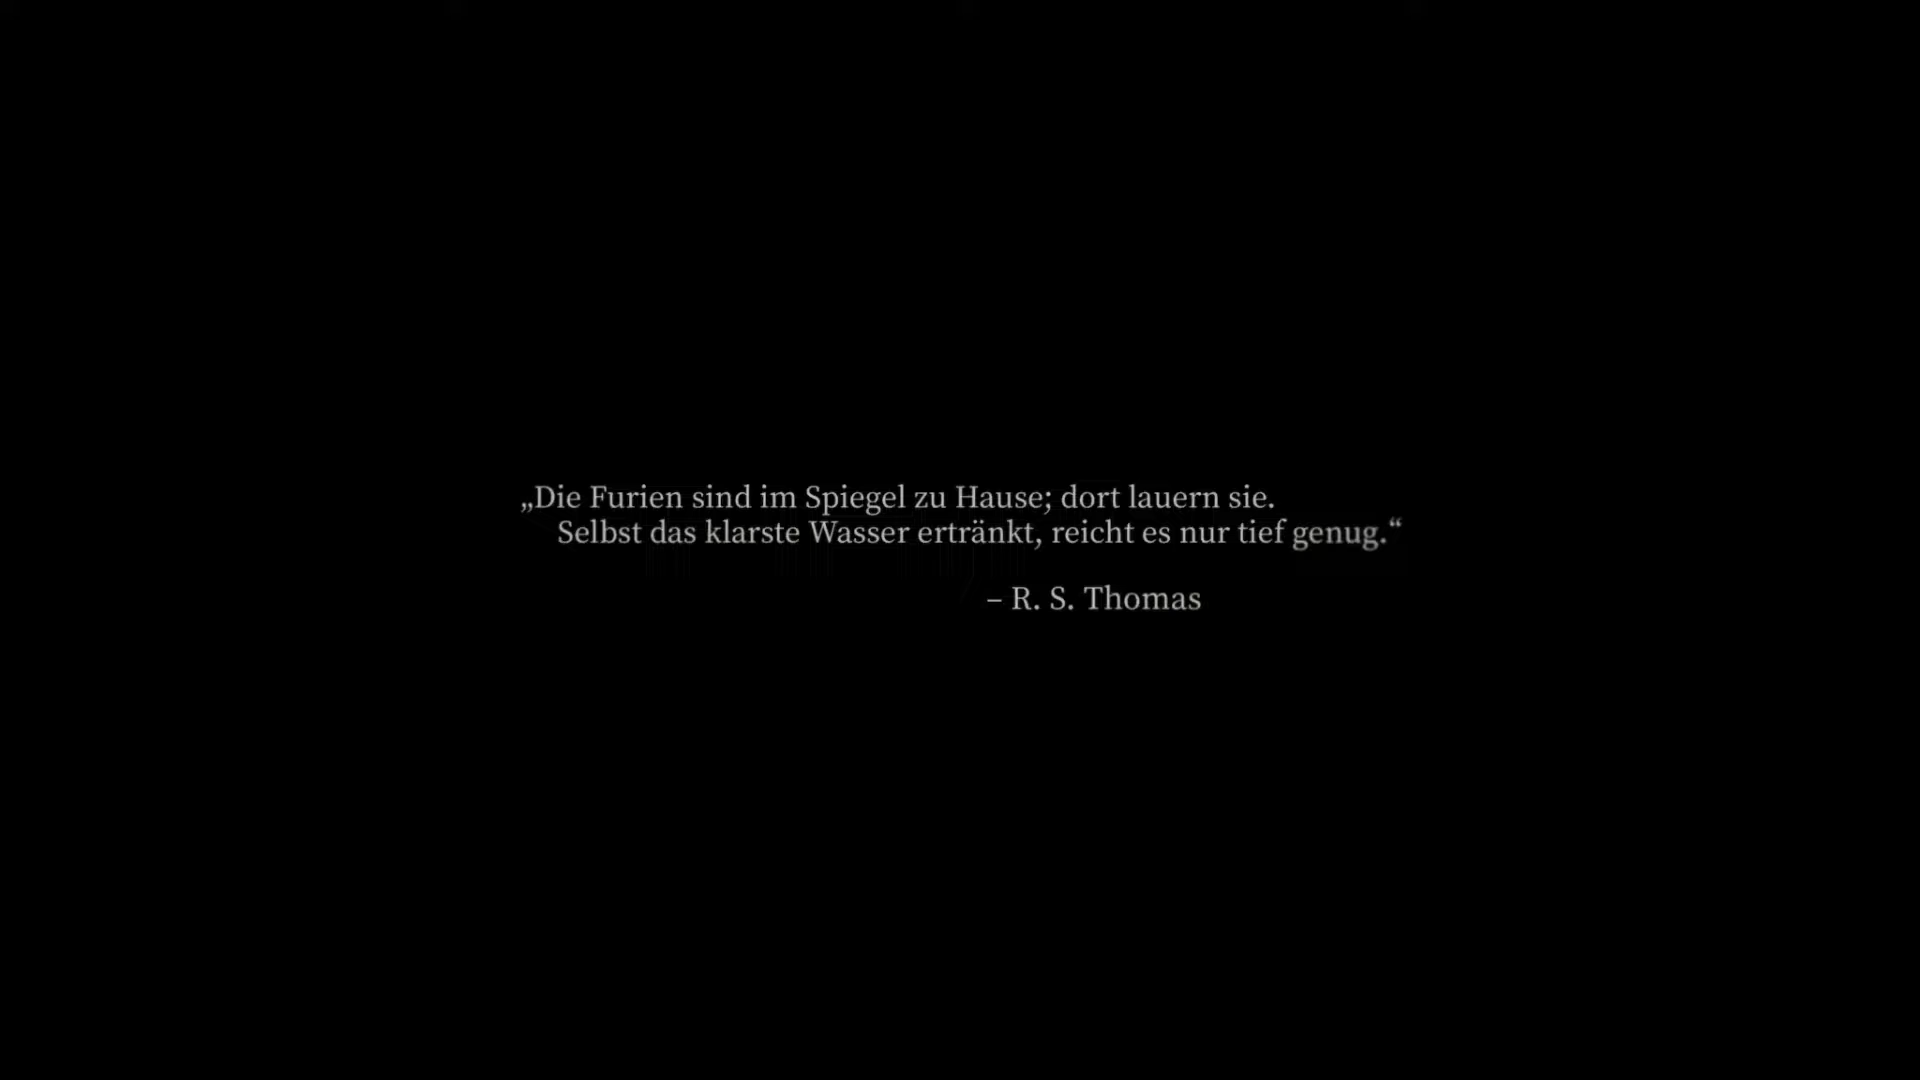 „Die Furien sind im Spiegel zu Hause; dort lauern sie.
Selbst das klarste Wasser ertränkt, reicht es nur tief genug.“
– R. S. Thomas